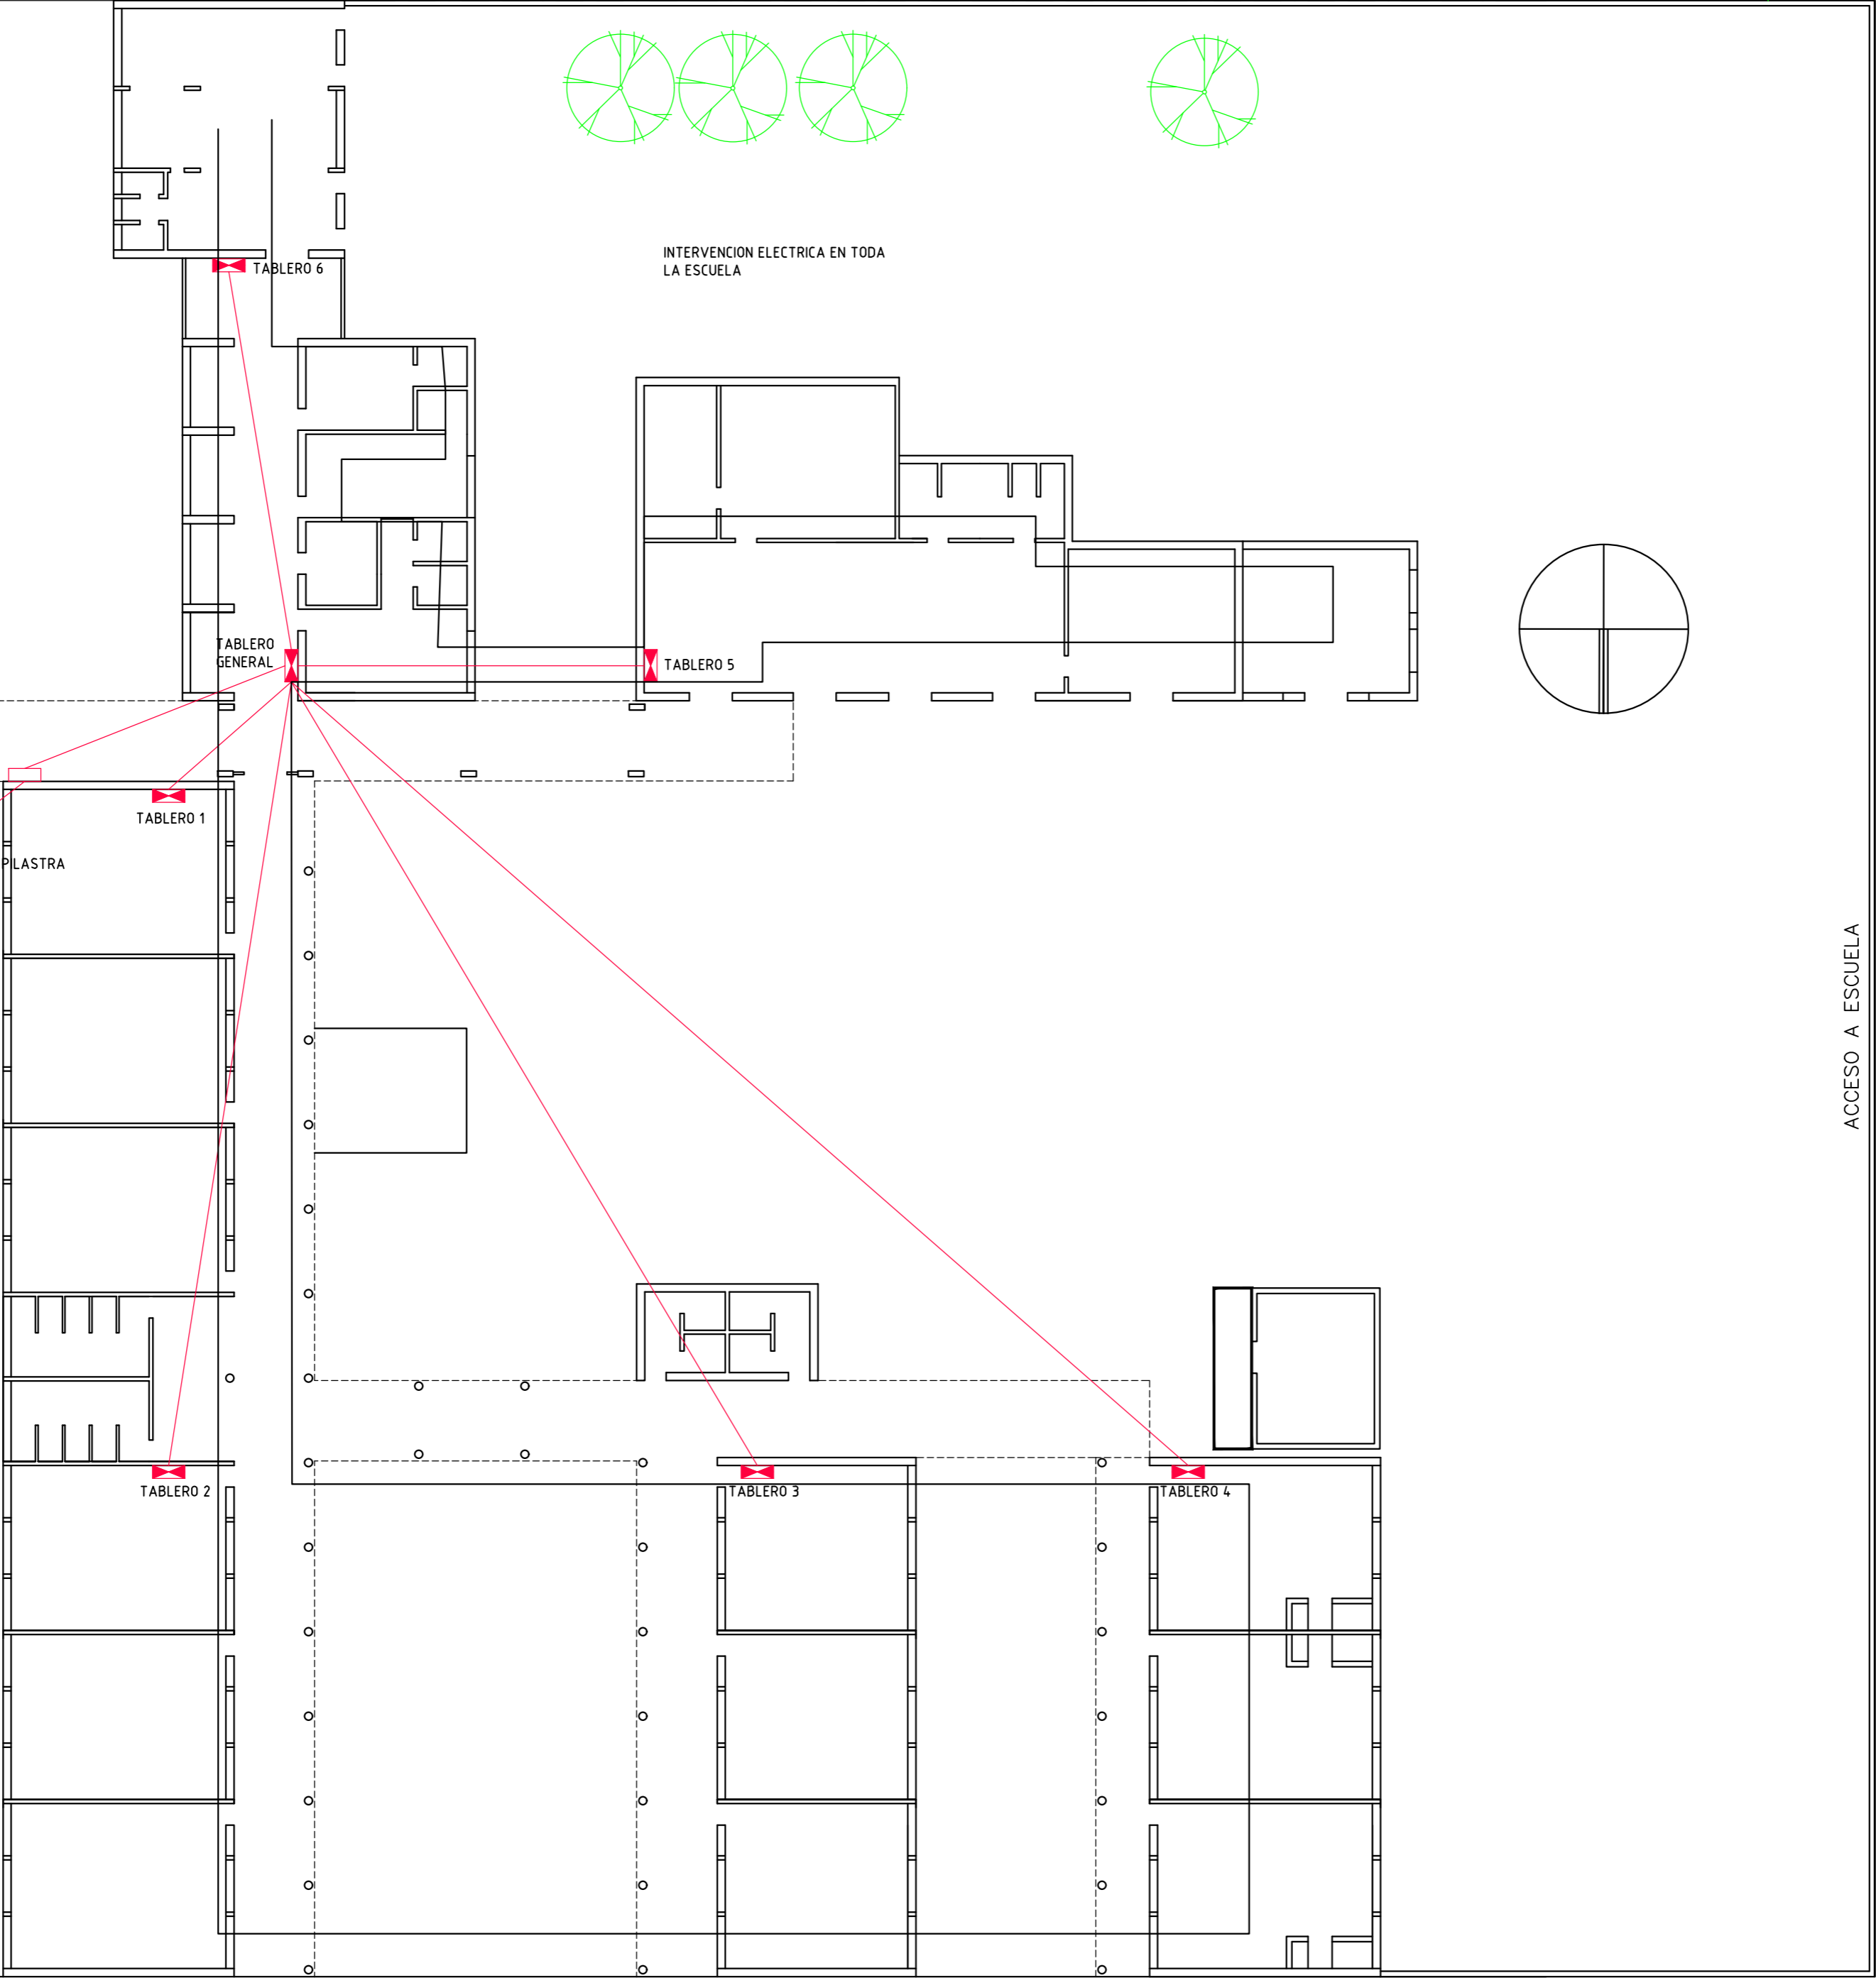 INTERVENCION ELECTRICA EN TODA
LA ESCUELA
TABLERO 6
TABLERO
GENERAL
TABLERO 5
TABLERO 1
PILASTRA
ACCESO A ESCUELA
TABLERO 2
TABLERO 3
TABLERO 4